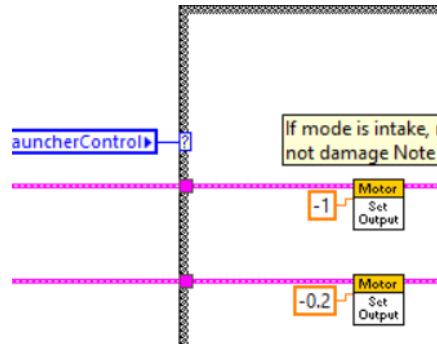 auncherControl
?
If mode is intake,
not damage Note
Motor
Set
Output
-1
Motor
Set
Output
-0.2